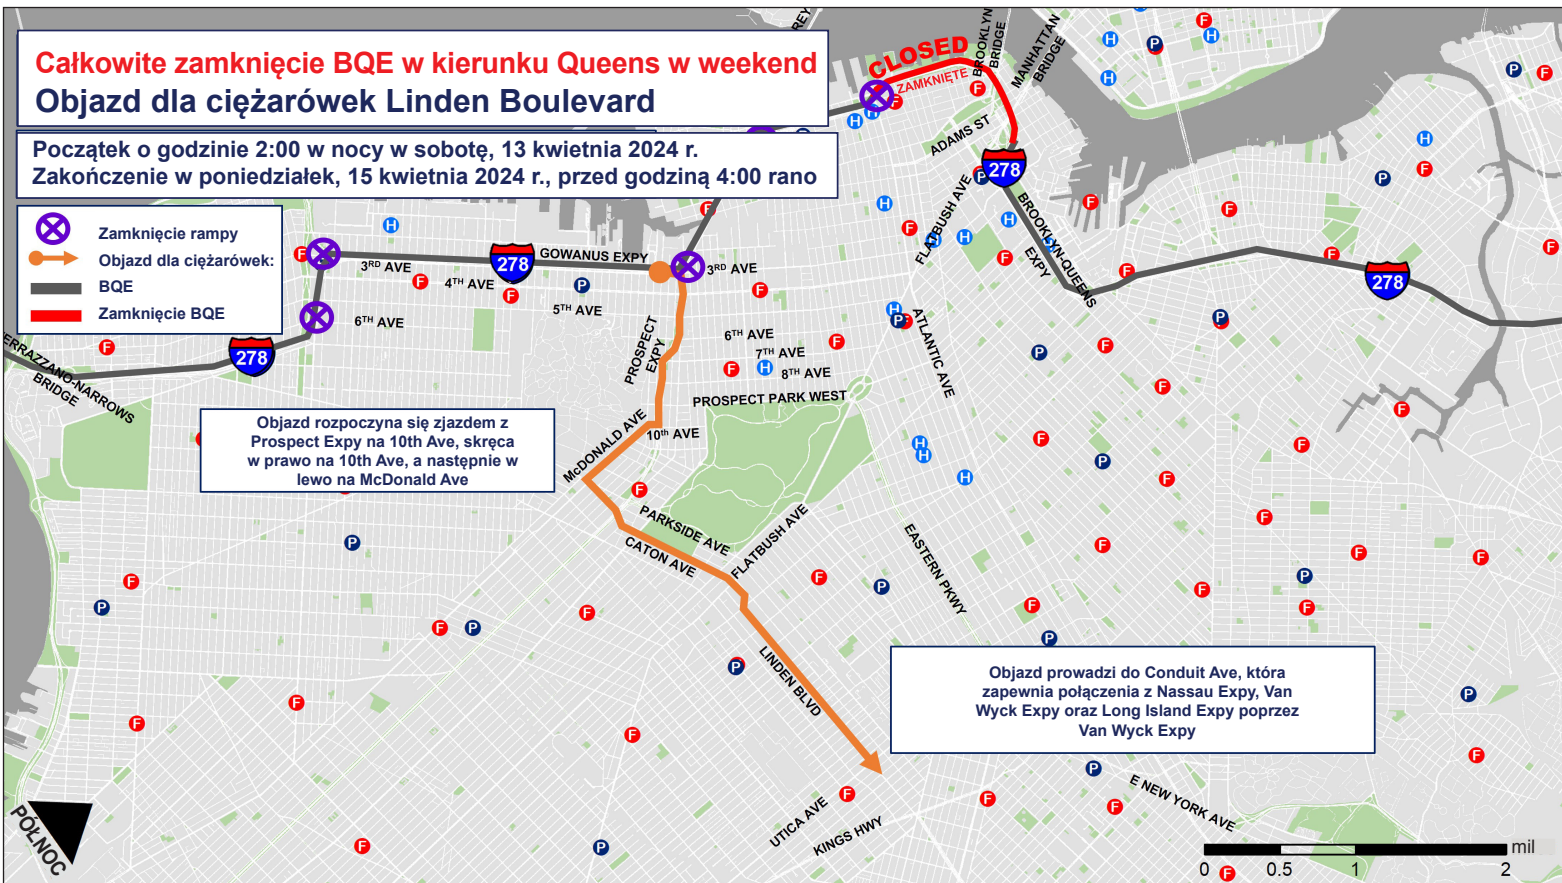 Całkowite zamknięcie BQE w kierunku Queens w weekend
Objazd dla ciężarówek Linden Boulevard
Początek o godzinie 2:00 w nocy w sobotę, 13 kwietnia 2024 r.
Zakończenie w poniedziałek, 15 kwietnia 2024 r., przed godziną 4:00 rano
Zamknięcie rampy
Objazd dla ciężarówek:
BQE
Zamknięcie BQE
CLOSED
ZAMKNIĘTE
BROOKLYN
BRIDGE
MANHATTAN
BRIDGE
ADAMS ST
278
FLATBUSH AVE
BROOKLYN-QUEENS
EXPY
278
GOWANUS EXPY
278
3RD AVE
3RD AVE
4TH AVE
5TH AVE
6TH AVE
278
BRIDGE
PROSPECT
EXPY
6TH AVE
7TH AVE
8TH AVE
ATLANTIC AVE
PROSPECT PARK WEST
McDONALD AVE
10th AVE
Objazd rozpoczyna się zjazdem z
Prospect Expy na 10th Ave, skręca
w prawo na 10th Ave, a następnie w
lewo na McDonald Ave
PARKSIDE AVE
CATON AVE
FLATBUSH AVE
EASTERN PKWY
LINDEN BLVD
Objazd prowadzi do Conduit Ave, która
zapewnia połączenia z Nassau Expy, Van
Wyck Expy oraz Long Island Expy poprzez
Van Wyck Expy
UTICA AVE
KINGS HWY
E NEW YORK AVE
PÓŁNOC
mil
0 0.5 1 2